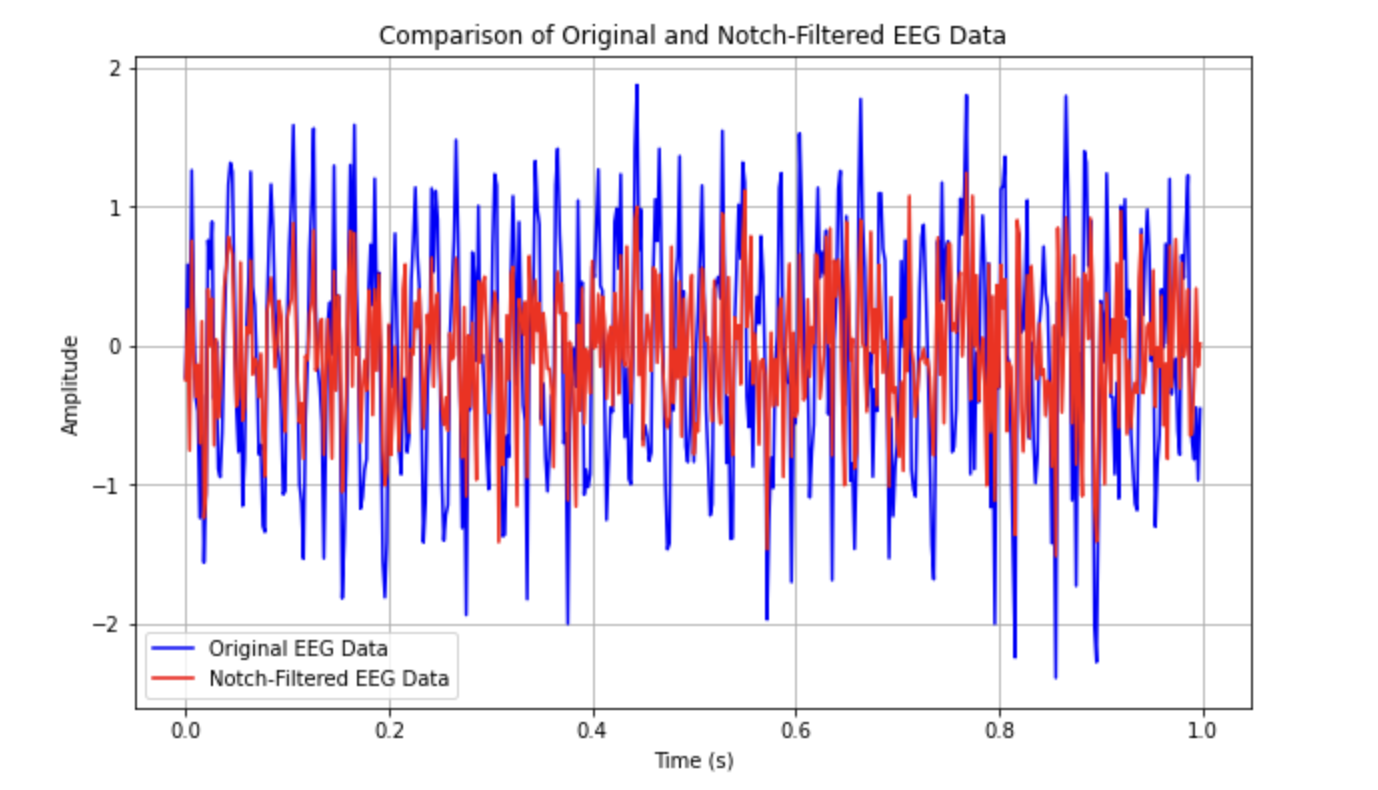 Comparison of Original and Notch-Filtered EEG Data
2
1
0
−1
−2
Amplitude
Original EEG Data
Notch-Filtered EEG Data
0.0 0.2 0.4 0.6 0.8 1.0
Time (s)